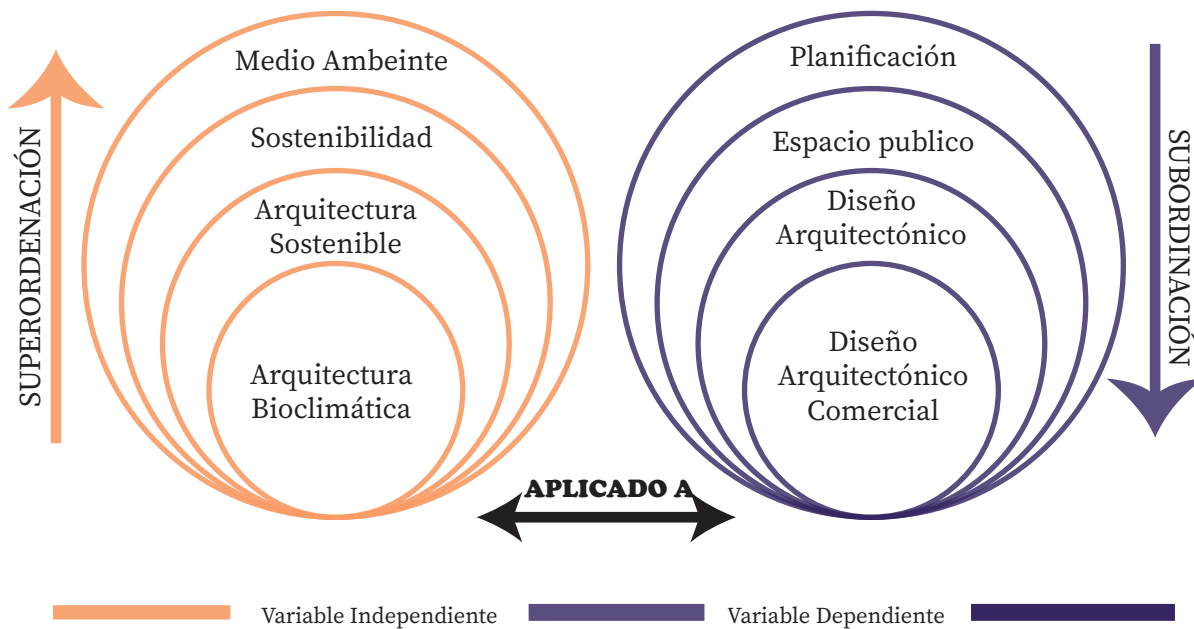 SUPERORDENACIÓN
Medio Ambeinte
Sostenibilidad
Arquitectura
Sostenible
Arquitectura
Bioclimática
Planificación
Espacio publico
Diseño
Arquitectónico
Diseño
Arquitectónico
Comercial
SUBORDINACIÓN
APLICADO A
Variable Independiente
Variable Dependiente